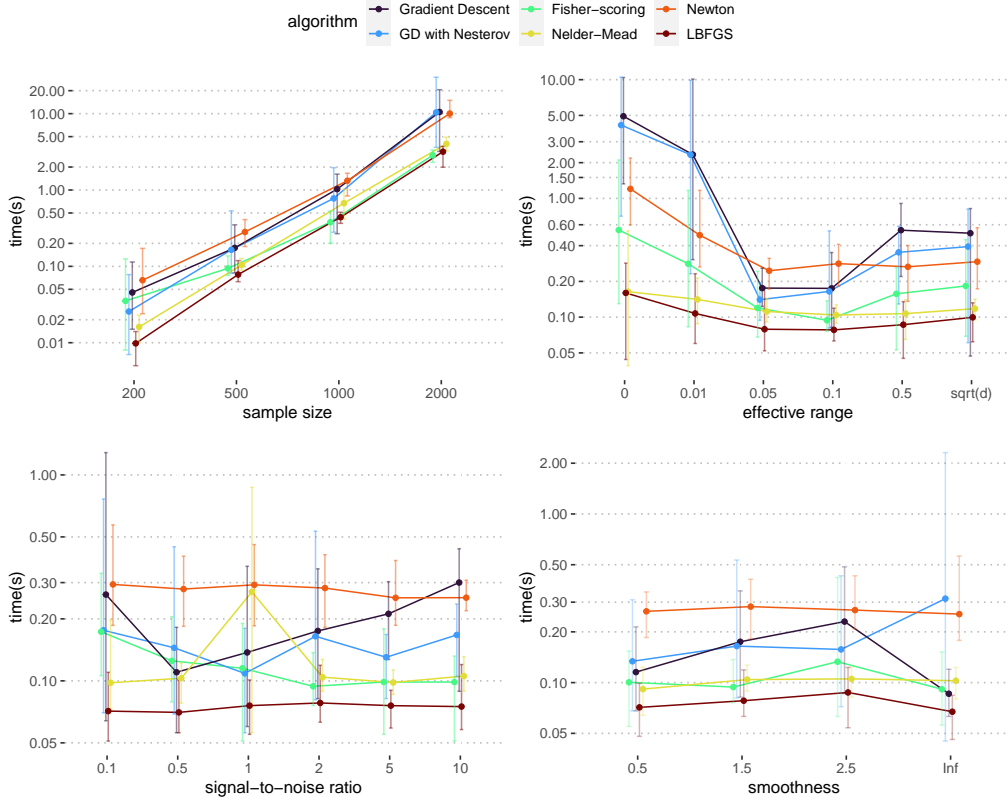 algorithm
Gradient Descent
GD with Nesterov
Fisher−scoring
Nelder−Mead
Newton
LBFGS
time(s)
20.00
10.00
5.00
2.00
1.00
0.50
0.20
0.10
0.05
0.02
0.01
200 500 1000 2000
sample size
time(s)
10.00
5.00
3.00
2.00
1.50
1.00
0.60
0.40
0.20
0.10
0.05
0 0.01 0.05 0.1 0.5 sqrt(d)
effective range
time(s)
1.00
0.50
0.30
0.20
0.10
0.05
0.1 0.5 1 2 5 10
signal−to−noise ratio
time(s)
2.00
1.00
0.50
0.30
0.20
0.10
0.05
0.5 1.5 2.5 Inf
smoothness